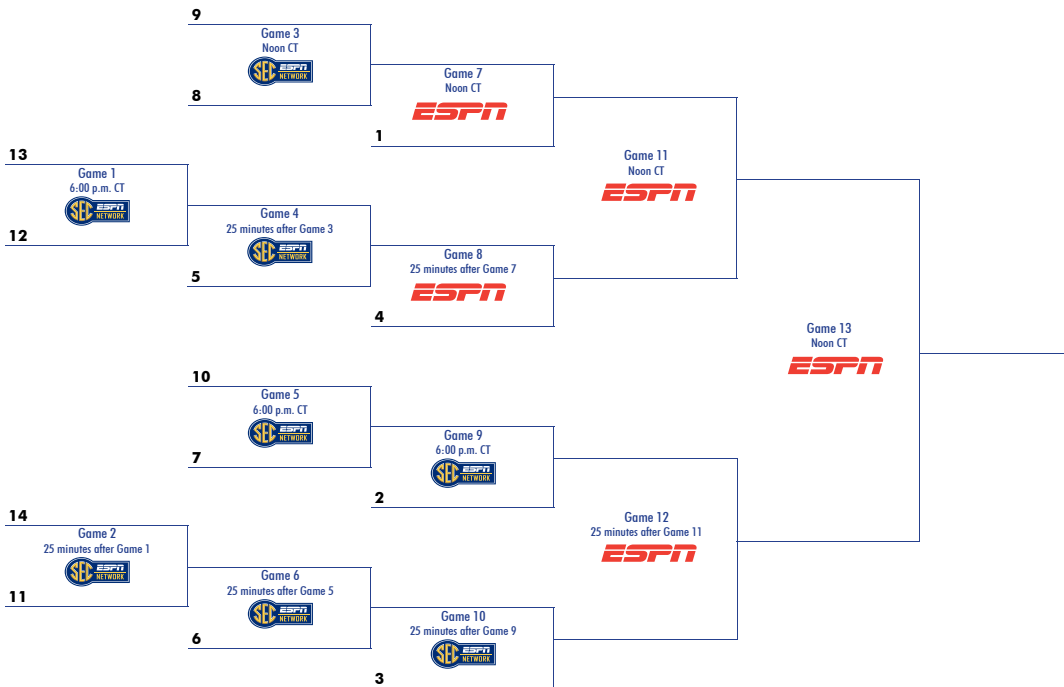 9
Game 3
Noon CT
SEC ESPN NETWORK
8
Game 7
Noon CT
ESPN
1
13
Game 1
6:00 p.m. CT
SEC ESPN NETWORK
12
Game 4
25 minutes after Game 3
SEC ESPN NETWORK
5
Game 8
25 minutes after Game 7
ESPN
4
Game 11
Noon CT
ESPN
Game 13
Noon CT
ESPN
10
Game 5
6:00 p.m. CT
SEC ESPN NETWORK
7
Game 9
6:00 p.m. CT
SEC ESPN NETWORK
2
14
Game 2
25 minutes after Game 1
SEC ESPN NETWORK
11
Game 6
25 minutes after Game 5
SEC ESPN NETWORK
6
Game 10
25 minutes after Game 9
SEC ESPN NETWORK
3
Game 12
25 minutes after Game 11
ESPN